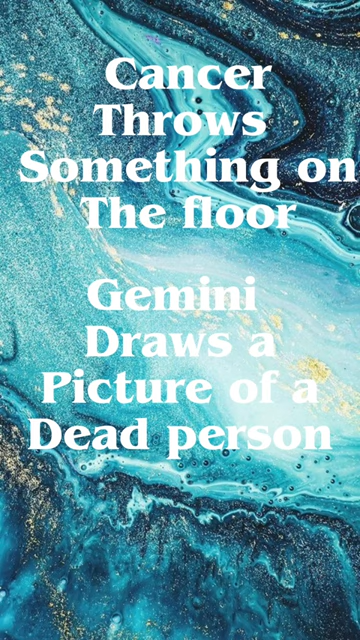 Cancer
Throws
Something on
The floor
Gemini
Draws a
Picture of a
Dead person